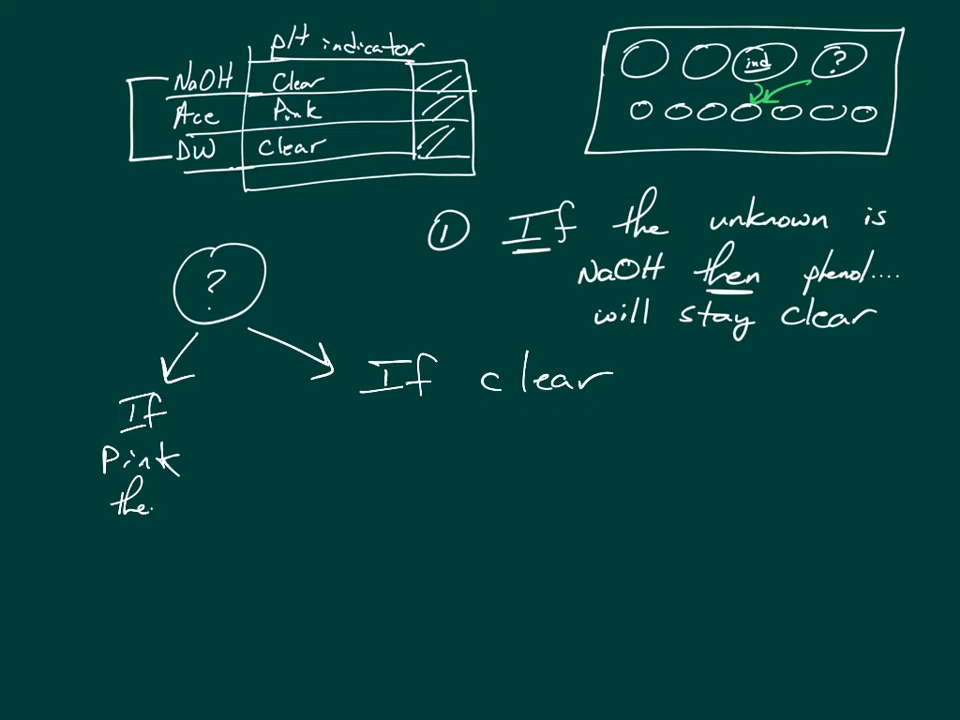 pH indicator
NaOH Clear
Ace Pink
DW Clear
ind ?
① If the unknown is
NaOH then phenol....
will stay clear
?
If clear
If
Pink
the